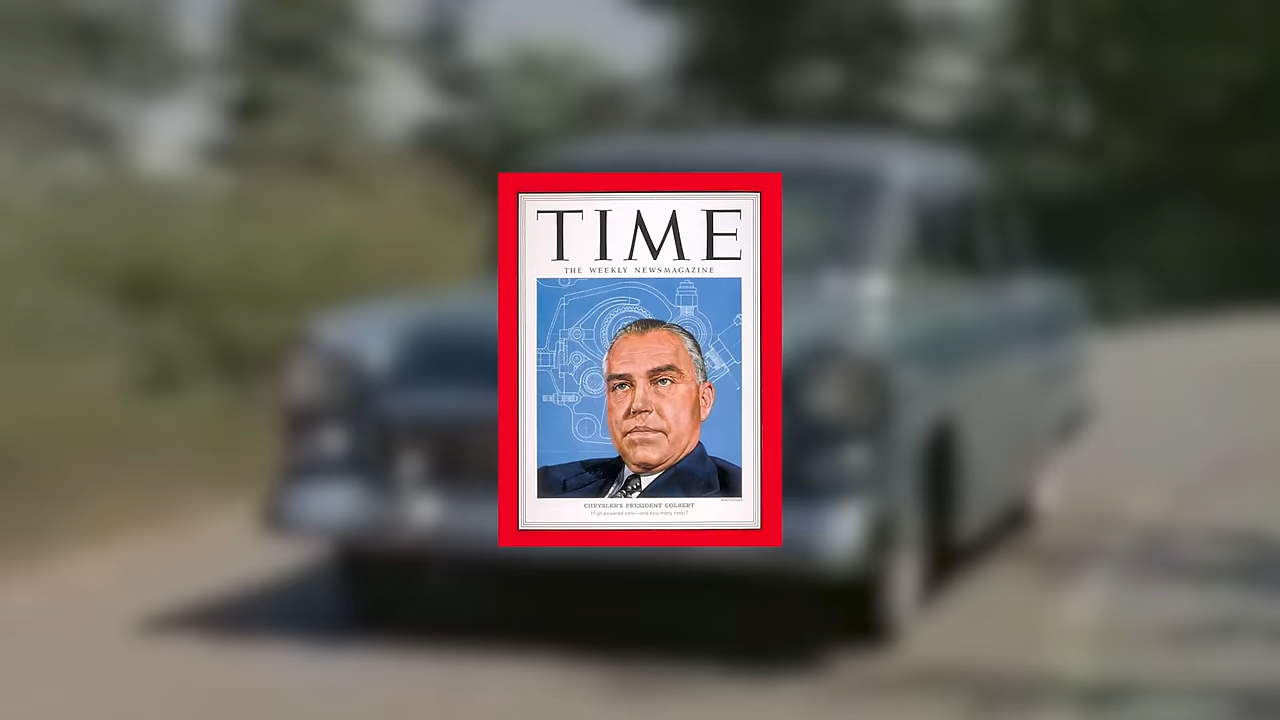 TIME
THE WEEKLY NEWSMAGAZINE
CHRYSLER'S PRESIDENT COLBERT
High-powered cars—and how many tanks?